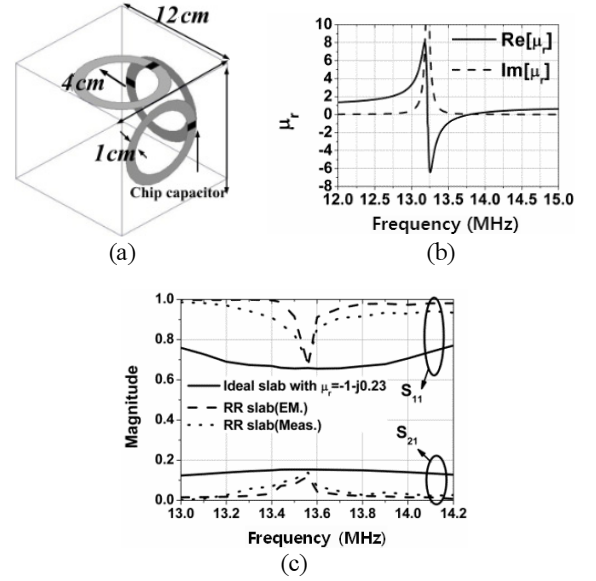 12cm
4cm
1cm
Chip capacitor
(a)
10
8
6
4
2
0
-2
-4
-6
-8
μr
Re[μr]
Im[μr]
12.0 12.5 13.0 13.5 14.0 14.5 15.0
Frequency (MHz)
(b)
1.0
0.8
0.6
0.4
0.2
0.0
Magnitude
Ideal slab with μr=-1-j0.23
RR slab(EM.)
RR slab(Meas.)
S11
S21
13.0 13.2 13.4 13.6 13.8 14.0 14.2
Frequency (MHz)
(c)